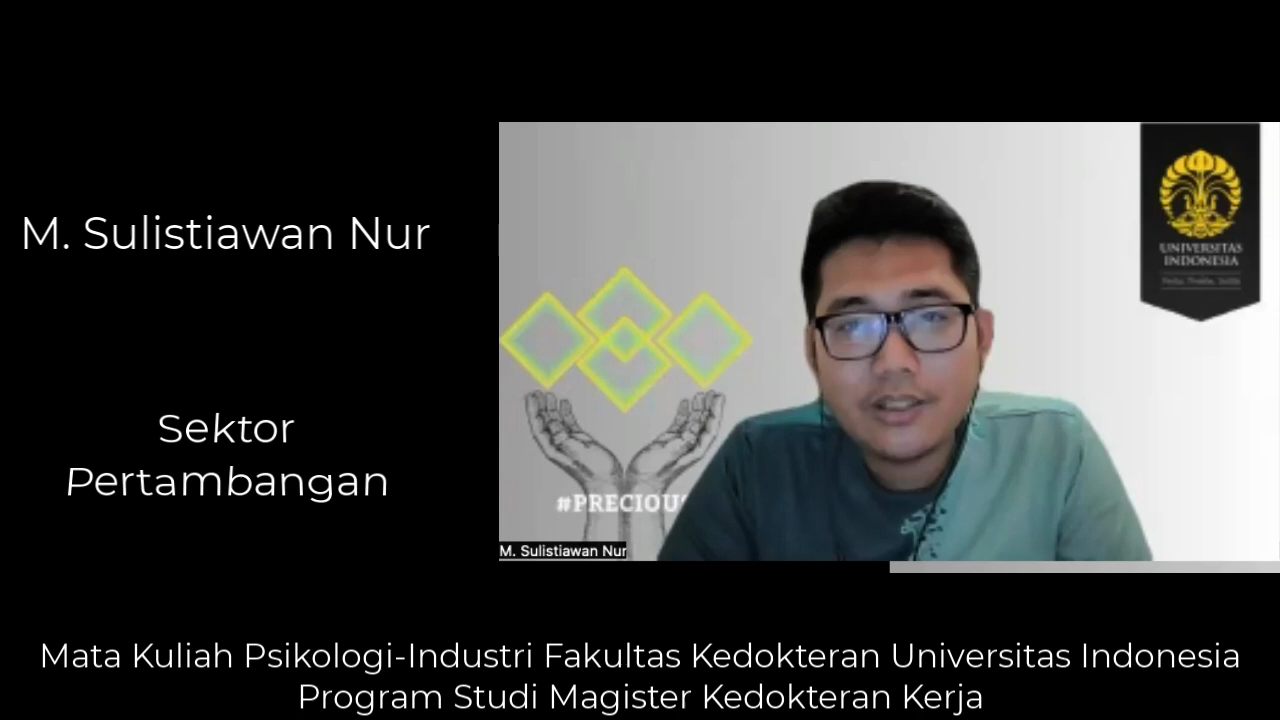 M. Sulistiawan Nur
Sektor
Pertambangan
UNIVERSITAS
INDONESIA
#PRECIOUS
M. Sulistiawan Nur
Mata Kuliah Psikologi-Industri Fakultas Kedokteran Universitas Indonesia
Program Studi Magister Kedokteran Kerja